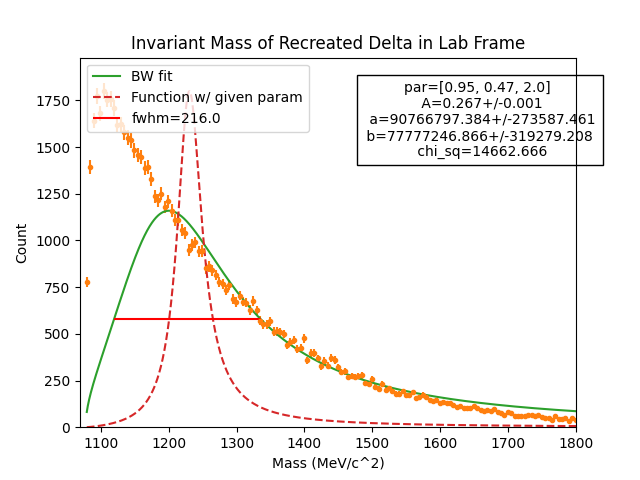 Invariant Mass of Recreated Delta in Lab Frame
BW fit
Function w/ given param
fwhm=216.0
par=[0.95, 0.47, 2.0]
A=0.267+/-0.001
a=90766797.384+/-273587.461
b=77777246.866+/-319279.208
chi_sq=14662.666
Count
1750
1500
1250
1000
750
500
250
0
1100 1200 1300 1400 1500 1600 1700 1800
Mass (MeV/c^2)